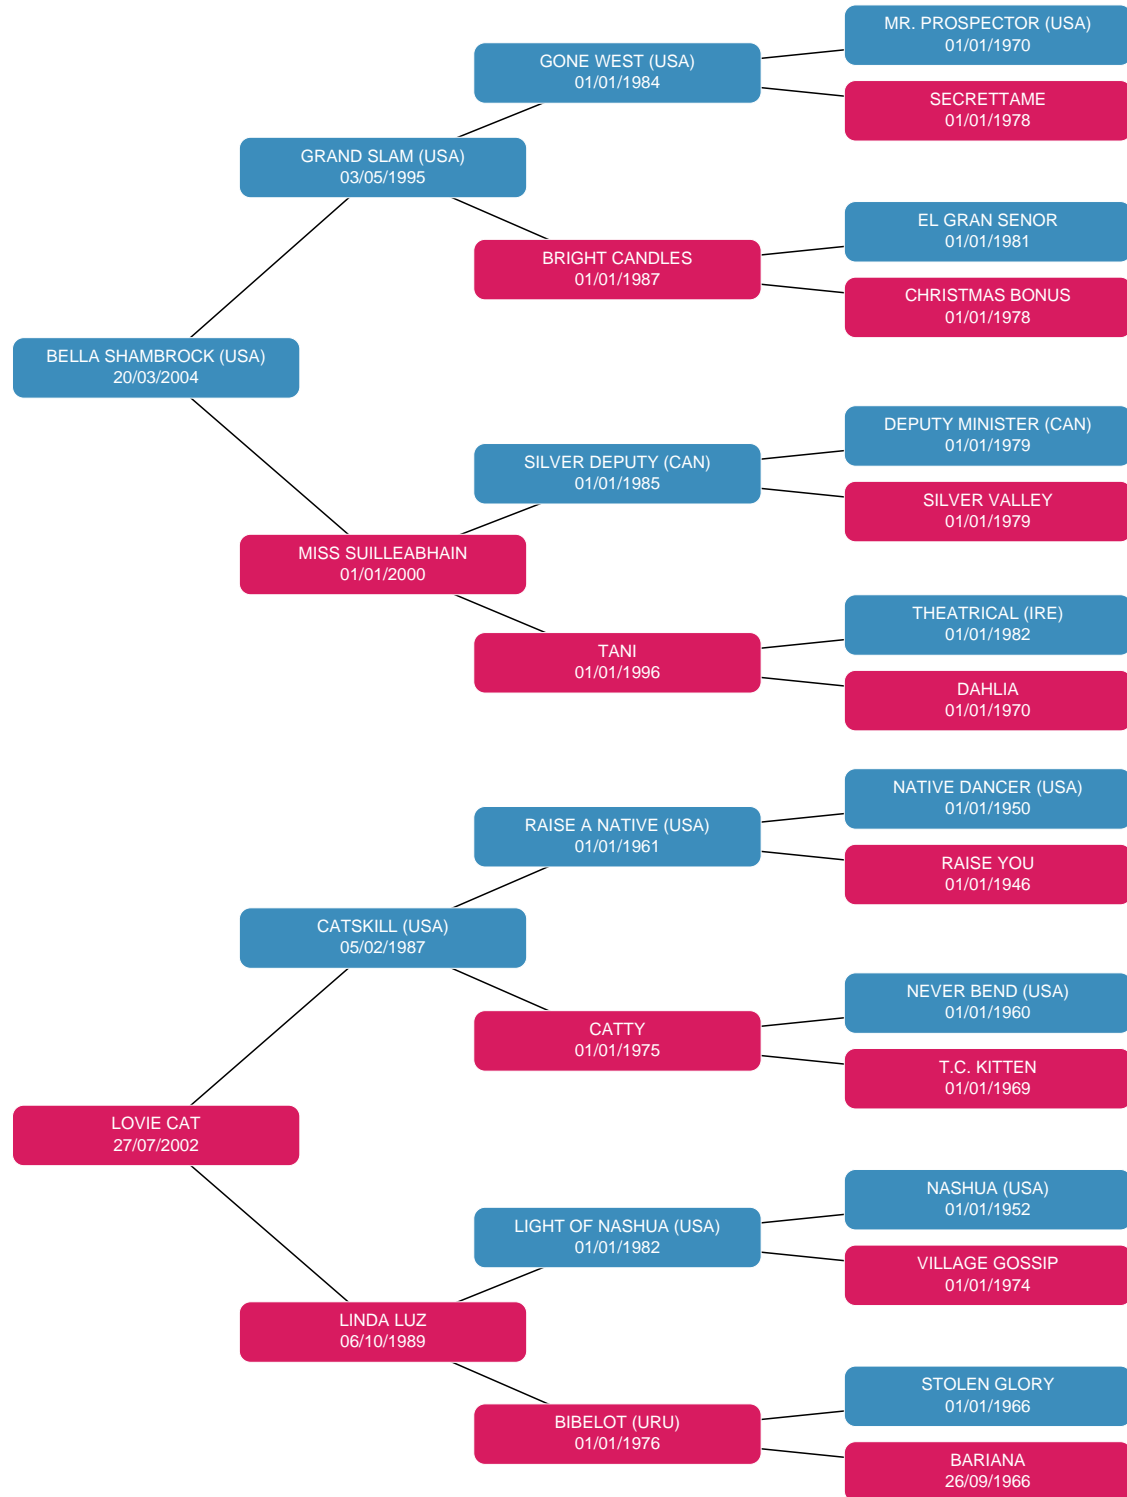 MR. PROSPECTOR (USA)
01/01/1970
GONE WEST (USA)
01/01/1984
SECRETTAME
01/01/1978
GRAND SLAM (USA)
03/05/1995
EL GRAN SENOR
01/01/1981
BRIGHT CANDLES
01/01/1987
CHRISTMAS BONUS
01/01/1978
BELLA SHAMBROCK (USA)
20/03/2004
DEPUTY MINISTER (CAN)
01/01/1979
SILVER DEPUTY (CAN)
01/01/1985
SILVER VALLEY
01/01/1979
MISS SUILLEABHAIN
01/01/2000
THEATRICAL (IRE)
01/01/1982
TANI
01/01/1996
DAHLIA
01/01/1970
NATIVE DANCER (USA)
01/01/1950
RAISE A NATIVE (USA)
01/01/1961
RAISE YOU
01/01/1946
CATSKILL (USA)
05/02/1987
NEVER BEND (USA)
01/01/1960
CATTY
01/01/1975
T.C. KITTEN
01/01/1969
LOVIE CAT
27/07/2002
NASHUA (USA)
01/01/1952
LIGHT OF NASHUA (USA)
01/01/1982
VILLAGE GOSSIP
01/01/1974
LINDA LUZ
06/10/1989
STOLEN GLORY
01/01/1966
BIBELOT (URU)
01/01/1976
BARIANA
26/09/1966